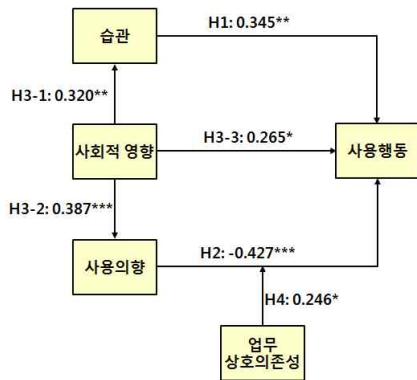 습관
H1: 0.345**
H3-1: 0.320**
사회적 영향
H3-3: 0.265*
사용행동
H3-2: 0.387***
사용의향
H2: -0.427***
H4: 0.246*
업무
상호의존성